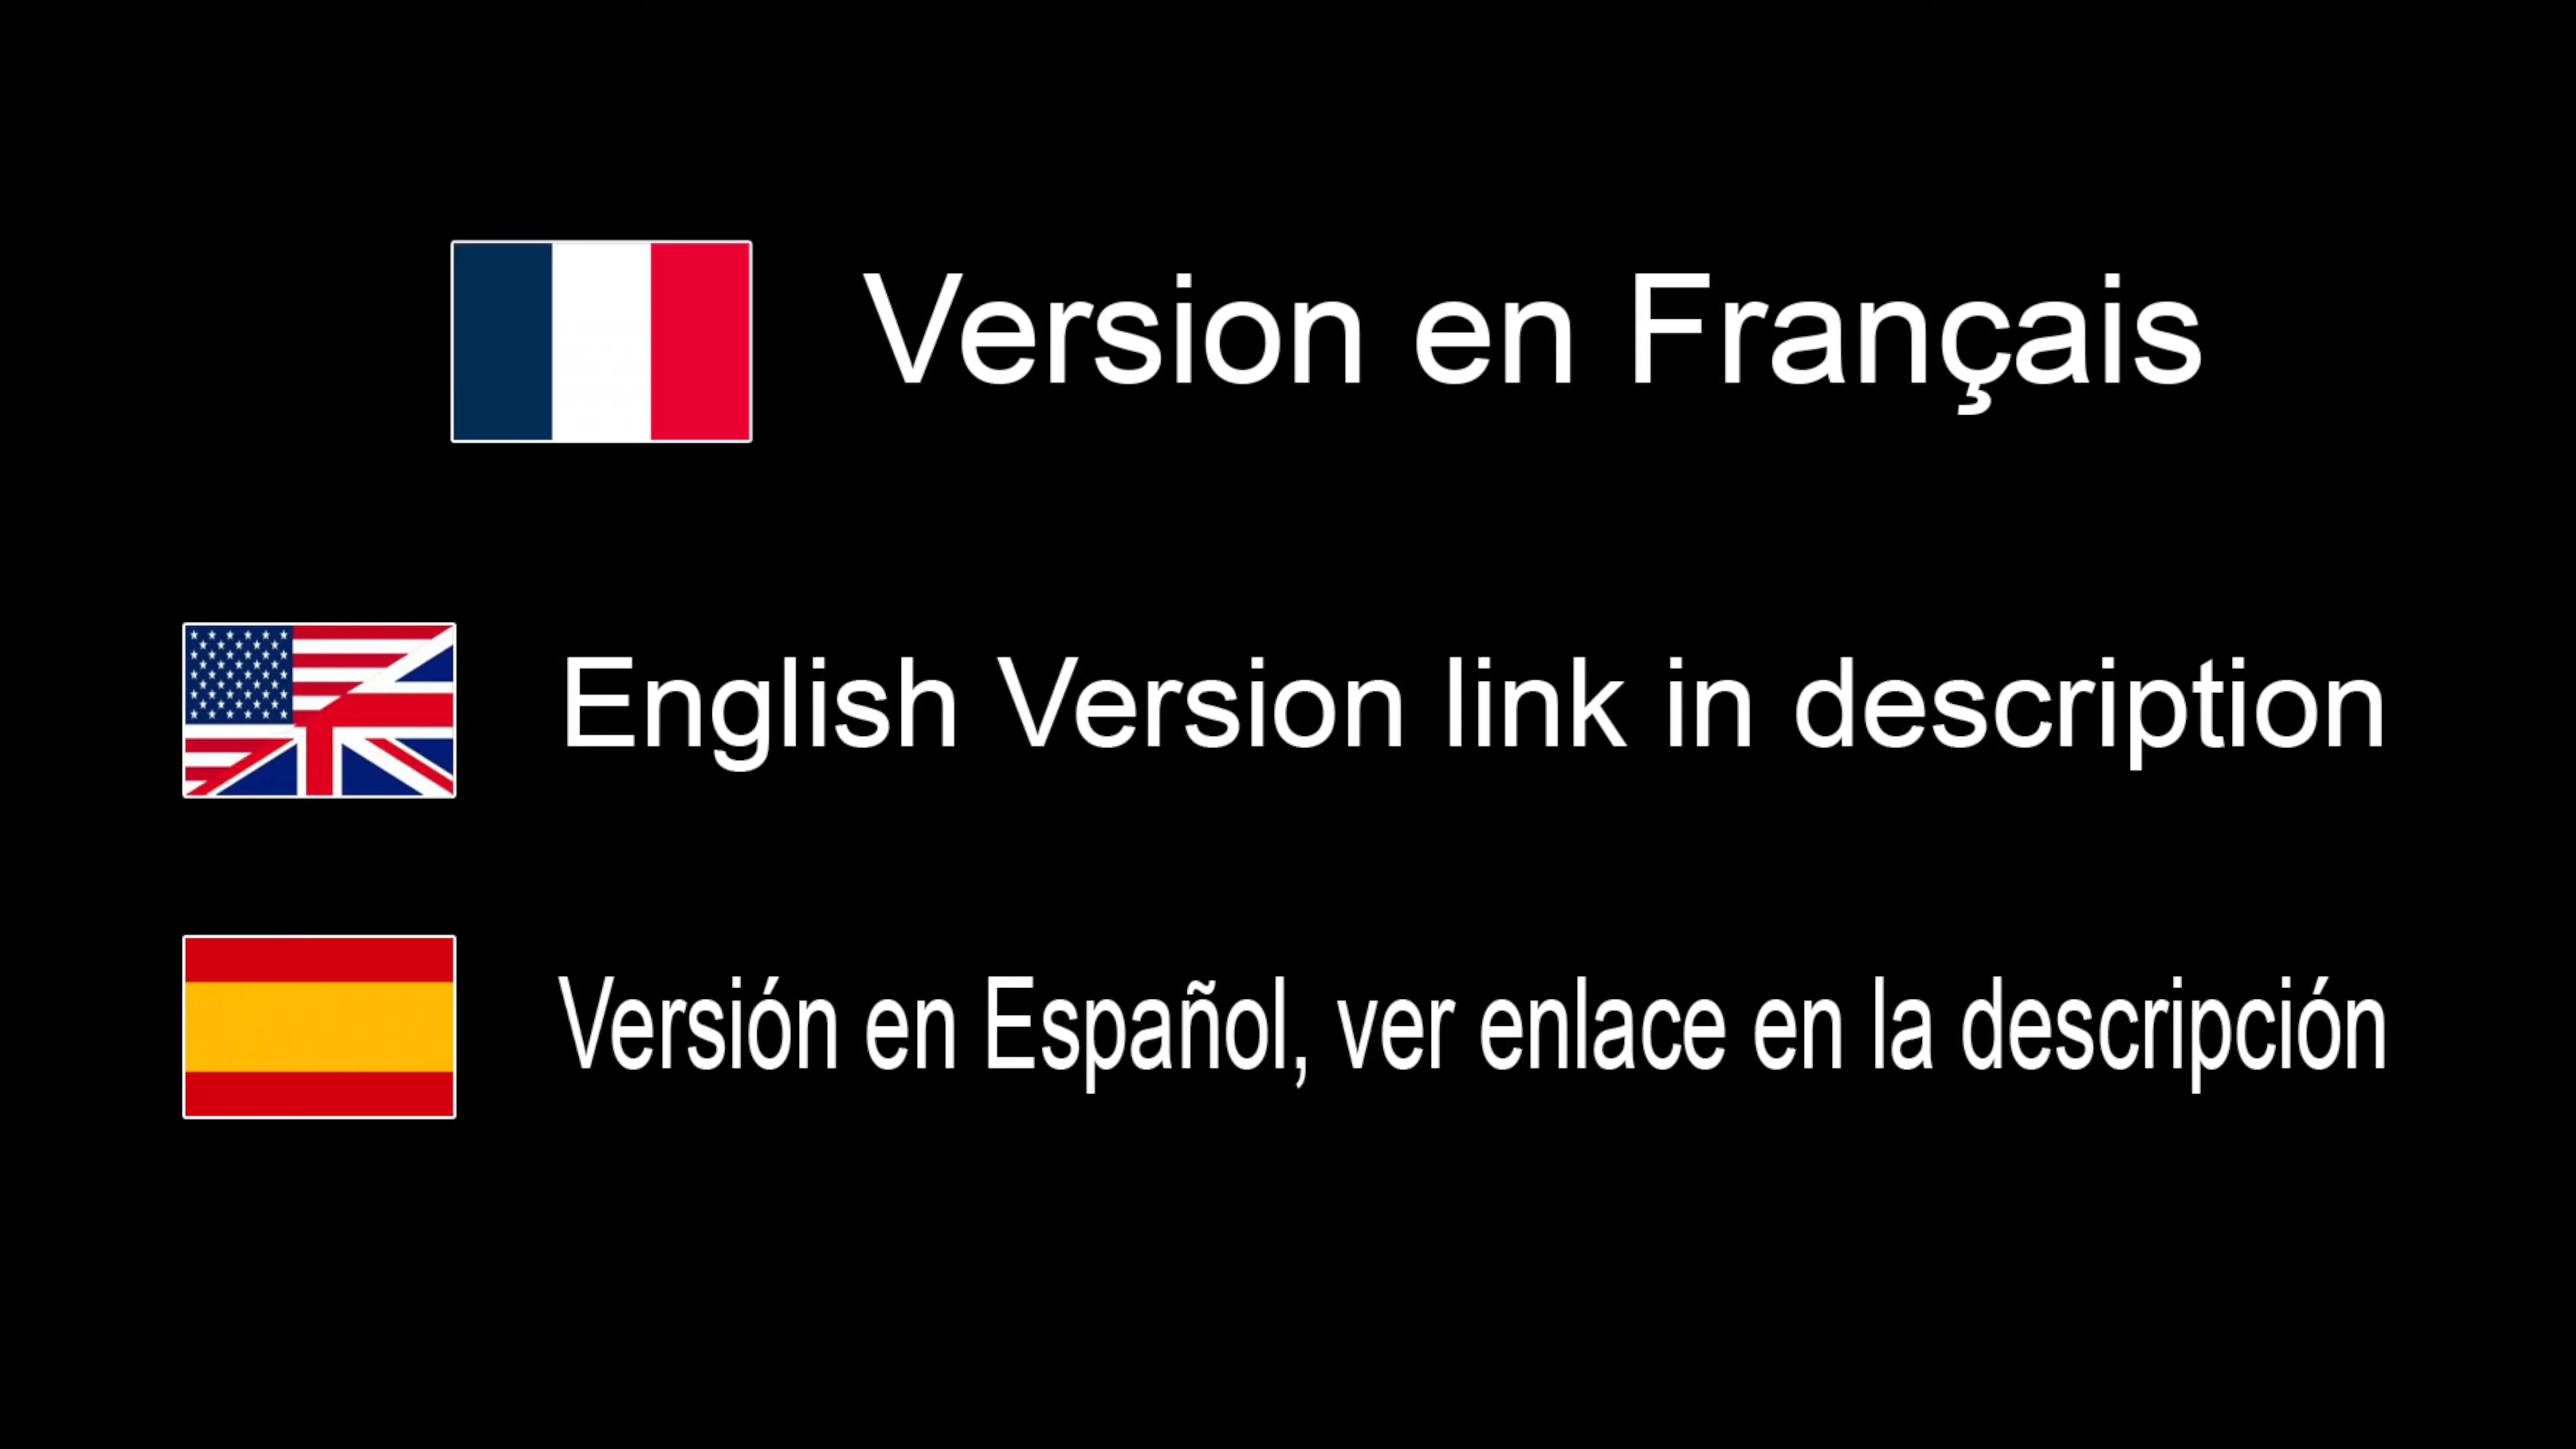 Version en Français
English Version link in description
Versión en Español, ver enlace en la descripción